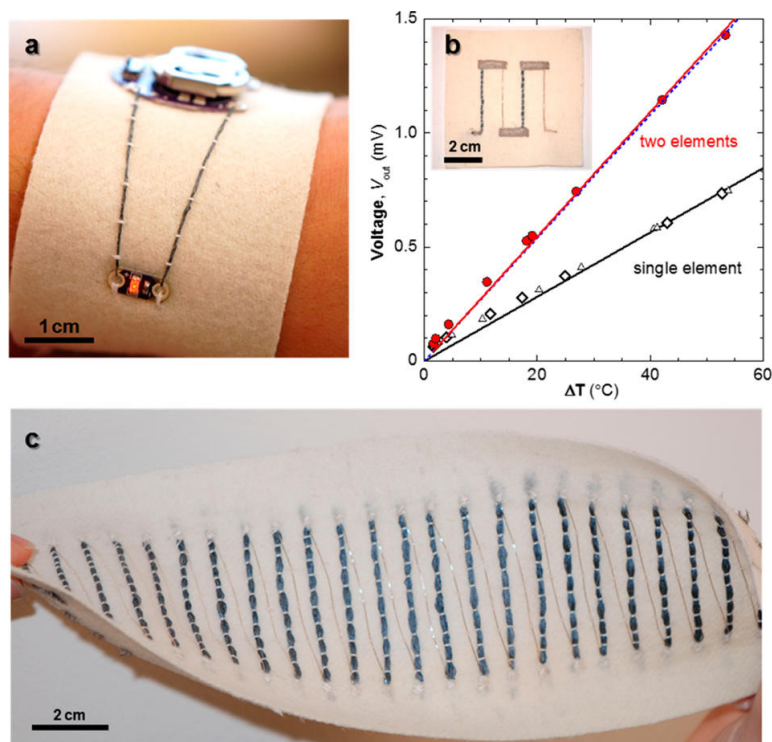 a
1 cm
b
2 cm
1.5
1.0
0.5
0
Voltage, Vout (mV)
two elements
single element
0
20
40
60
ΔT (°C)
c
2 cm